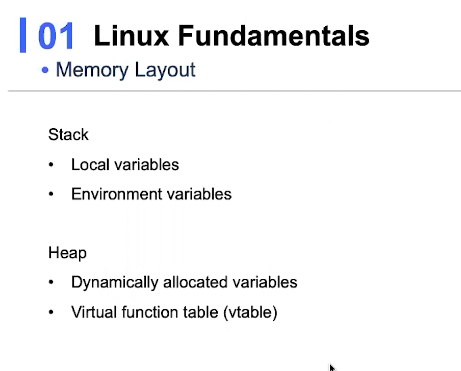 01 Linux Fundamentals
• Memory Layout
Stack
• Local variables
• Environment variables
Heap
• Dynamically allocated variables
• Virtual function table (vtable)